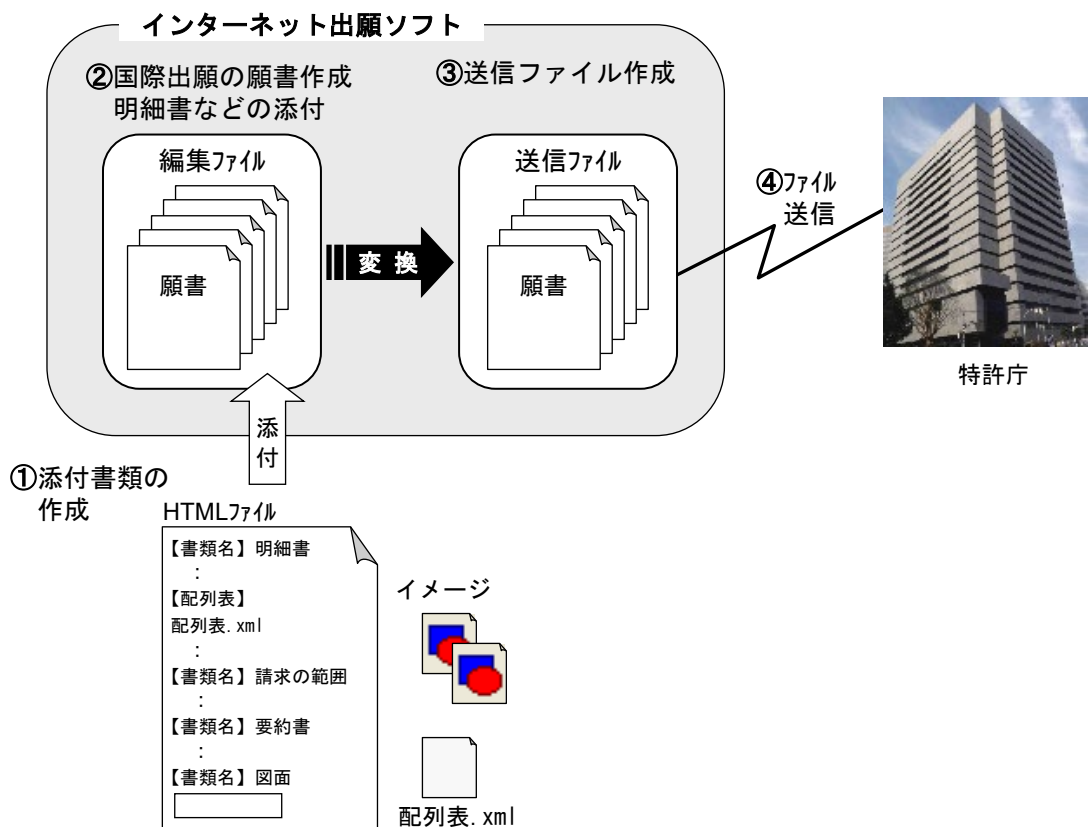 インターネット出願ソフト
②国際出願の願書作成
明細書などの添付
③送信ファイル作成
編集ファイル
願書
変換
送信ファイル
願書
④ファイル
送信
特許庁
添
付
①添付書類の
作成
HTMLファイル
【書類名】明細書
：
【配列表】
配列表.xml
：
【書類名】請求の範囲
：
【書類名】要約書
：
【書類名】図面
イメージ
配列表.xml